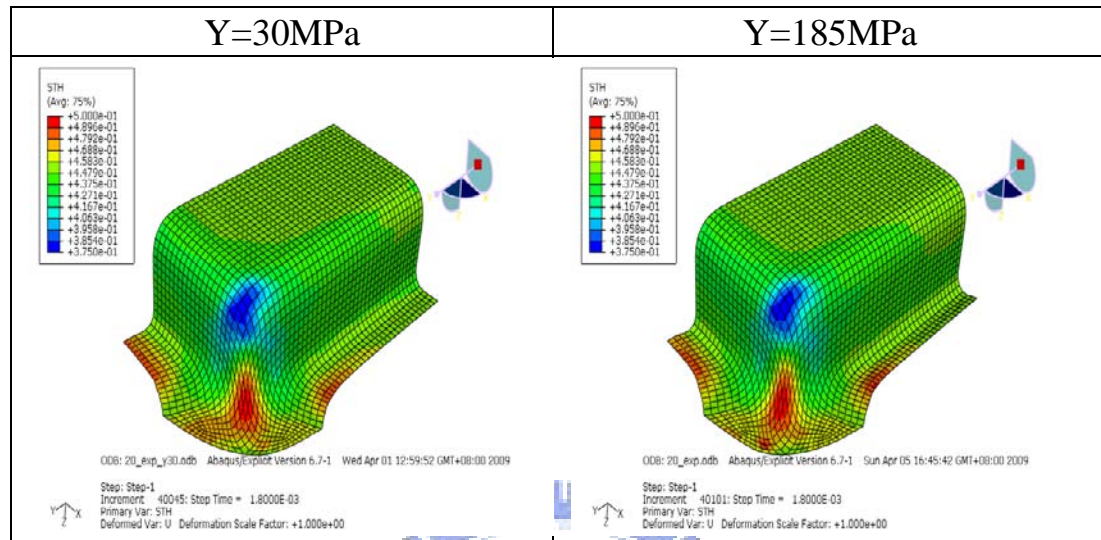 Y=30MPa
Y=185MPa
STH
(Avg: 75%)
+5.000e-01
+4.896e-01
+4.792e-01
+4.688e-01
+4.583e-01
+4.479e-01
+4.375e-01
+4.271e-01
+4.167e-01
+4.063e-01
+3.958e-01
+3.854e-01
+3.750e-01
ODB: 20_exp_y30.odb Abaqus/Explicit Version 6.7-1 Wed Apr 01 12:59:52 GMT+08:00 2009
Step: Step-1
Increment 40045: Step Time = 1.8000E-03
Primary Var: STH
Deformed Var: U Deformation Scale Factor: +1.000e+00
Y X
Z
STH
(Avg: 75%)
+5.000e-01
+4.896e-01
+4.792e-01
+4.688e-01
+4.583e-01
+4.479e-01
+4.375e-01
+4.271e-01
+4.167e-01
+4.063e-01
+3.958e-01
+3.854e-01
+3.750e-01
ODB: 20_exp.odb Abaqus/Explicit Version 6.7-1 Sun Apr 05 16:45:42 GMT+08:00 2009
Step: Step-1
Increment 40101: Step Time = 1.8000E-03
Primary Var: STH
Deformed Var: U Deformation Scale Factor: +1.000e+00
Y X
Z